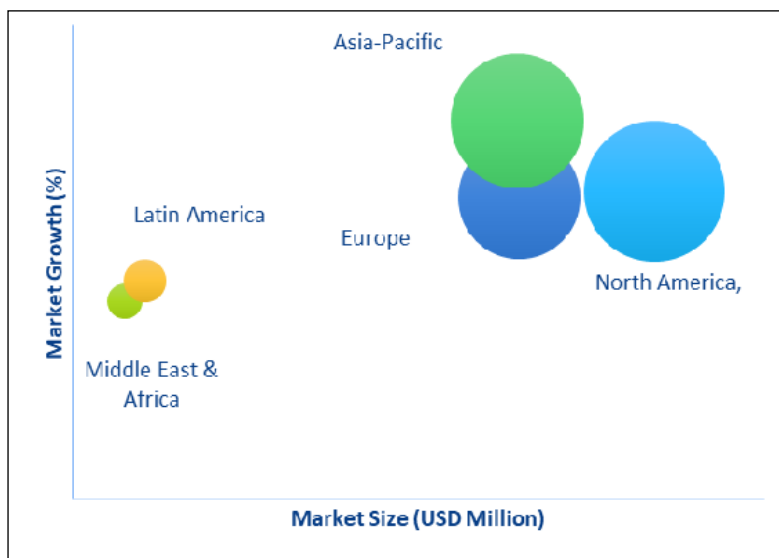 Asia-Pacific
Latin America
Europe
North America,
Middle East &
Africa
Market Growth (%)
Market Size (USD Million)